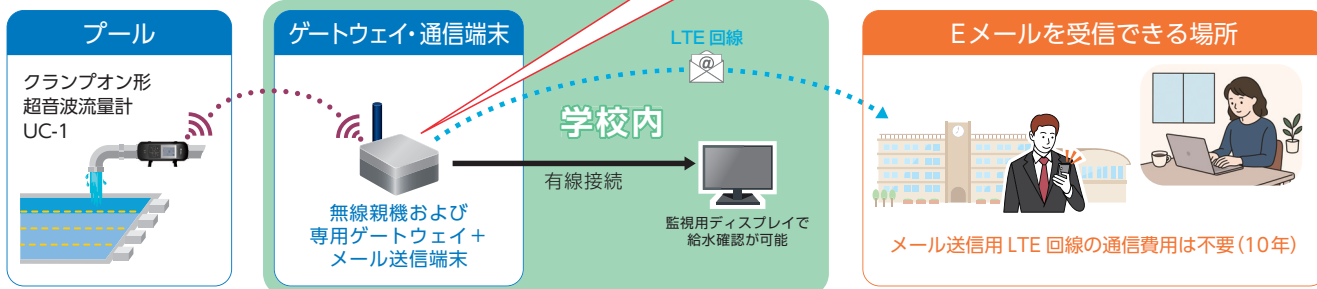 プール
クランプオン形
超音波流量計
UC-1
ゲートウェイ・通信端末
無線親機および
専用ゲートウェイ＋
メール送信端末
LTE 回線
@
学校内
有線接続
監視用ディスプレイで
給水確認が可能
Eメールを受信できる場所
メール送信用 LTE 回線の通信費用は不要（10年）